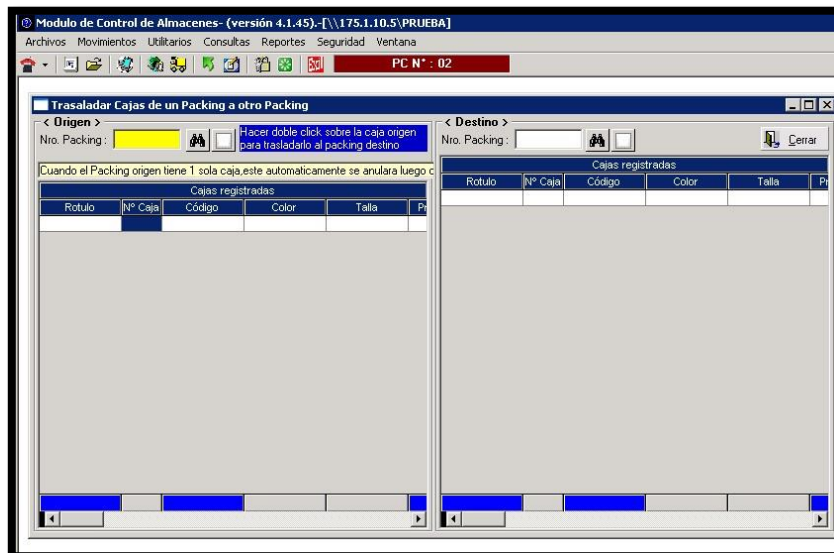 Modulo de Control de Almacenes- (versión 4.1.45).-[\\175.1.10.5\PRUEBA]
Archivos Movimientos Utilitarios Consultas Reportes Seguridad Ventana
PC N° : 02
Trasaladar Cajas de un Packing a otro Packing
< Origen >
Nro. Packing :
Hacer doble click sobre la caja origen
para trasladarlo al packing destino
Cuando el Packing origen tiene 1 sola caja,este automaticamente se anulara luego
Cajas registradas
Rotulo Nº Caja Código Color Talla Pr
< Destino >
Nro. Packing :
Cerrar
Cajas registradas
Rotulo Nº Caja Código Color Talla Pr